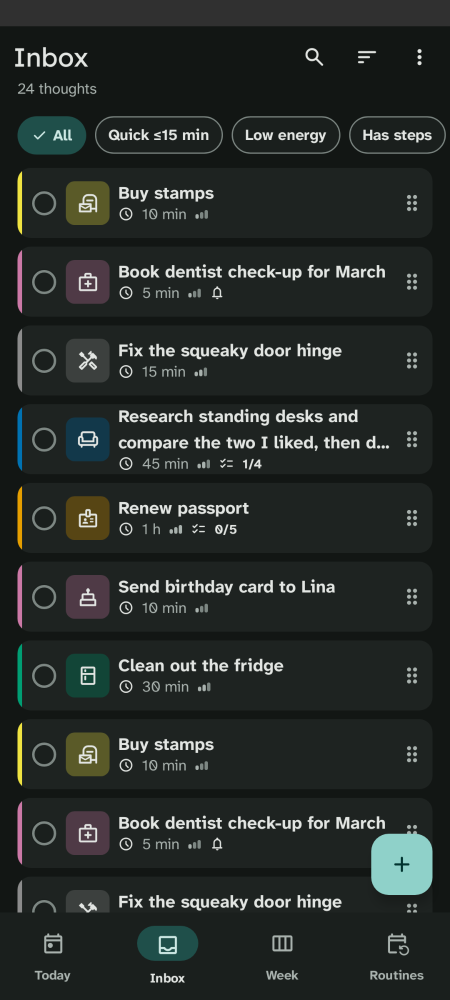 Inbox
24 thoughts
All
Quick ≤15 min
Low energy
Has steps
Buy stamps
10 min
Book dentist check-up for March
5 min
Fix the squeaky door hinge
15 min
Research standing desks and
compare the two I liked, then d…
45 min 1/4
Renew passport
1 h 0/5
Send birthday card to Lina
10 min
Clean out the fridge
30 min
Buy stamps
10 min
Book dentist check-up for March
5 min
Fix the squeaky door hinge
Today
Inbox
Week
Routines